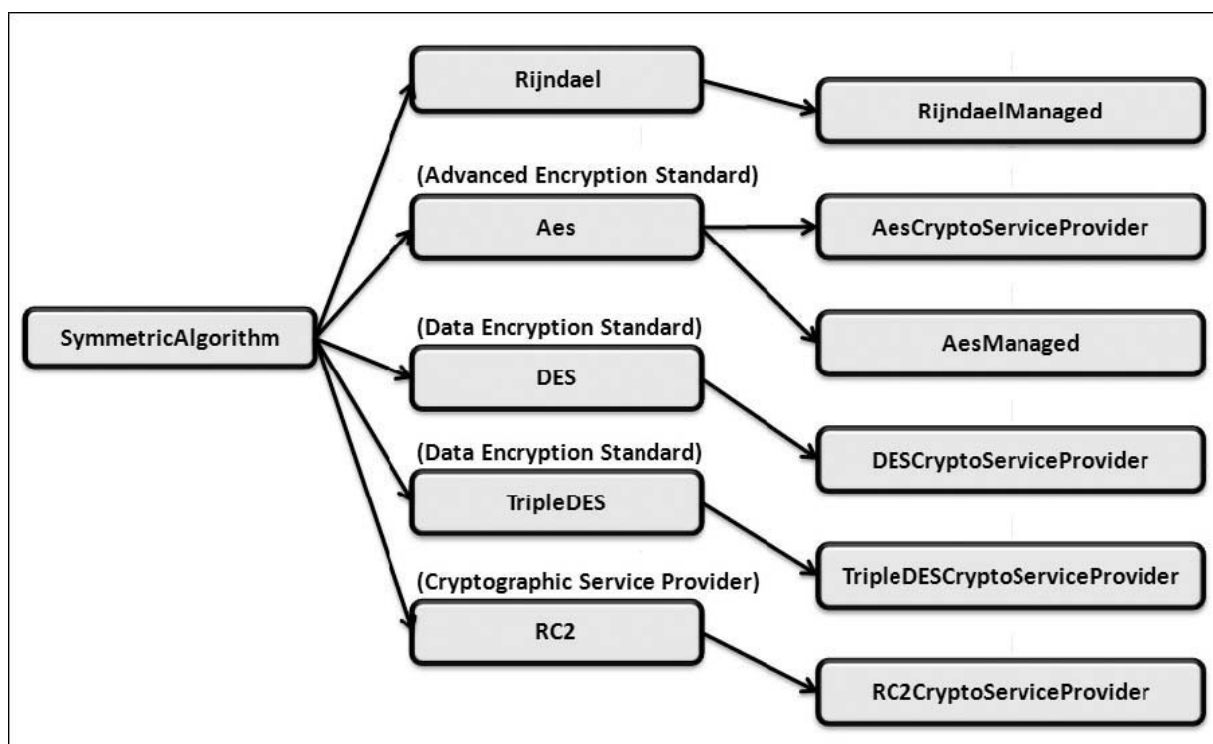 Rijndael
RijndaelManaged
(Advanced Encryption Standard)
Aes
AesCryptoServiceProvider
SymmetricAlgorithm
(Data Encryption Standard)
DES
AesManaged
DESCryptoServiceProvider
(Data Encryption Standard)
TripleDES
TripleDESCryptoServiceProvider
(Cryptographic Service Provider)
RC2
RC2CryptoServiceProvider